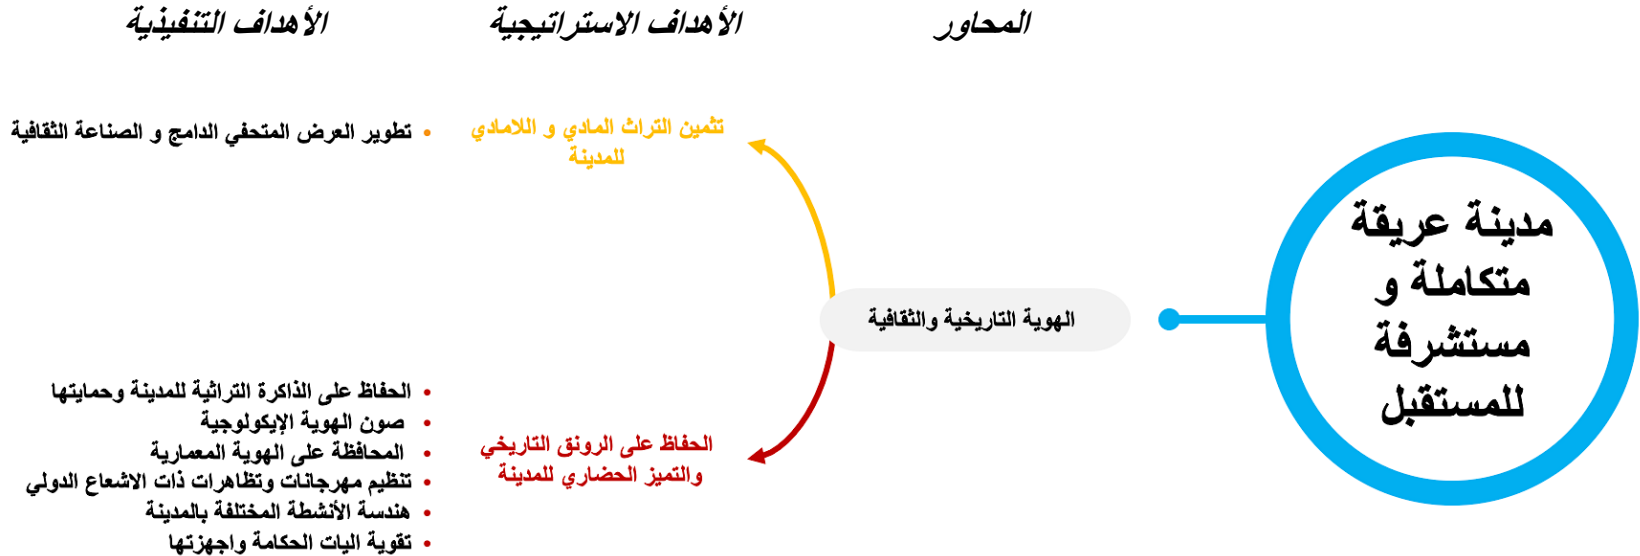 المحاور
الأهداف الاستراتيجية
الأهداف التنفيذية
مدينة عريقة
متكاملة و
مستشرفة
للمستقبل
الهوية التاريخية والثقافية
تثمين التراث المادي و اللامادي
للمدينة
• تطوير العرض المتحفي الدامج و الصناعة الثقافية
الحفاظ على الرونق التاريخي
والتميز الحضاري للمدينة
• الحفاظ على الذاكرة التراثية للمدينة وحمايتها
• صون الهوية الإيكولوجية
• المحافظة على الهوية المعمارية
• تنظيم مهرجانات وتظاهرات ذات الاشعاع الدولي
• هندسة الأنشطة المختلفة بالمدينة
• تقوية اليات الحكامة واجهزتها